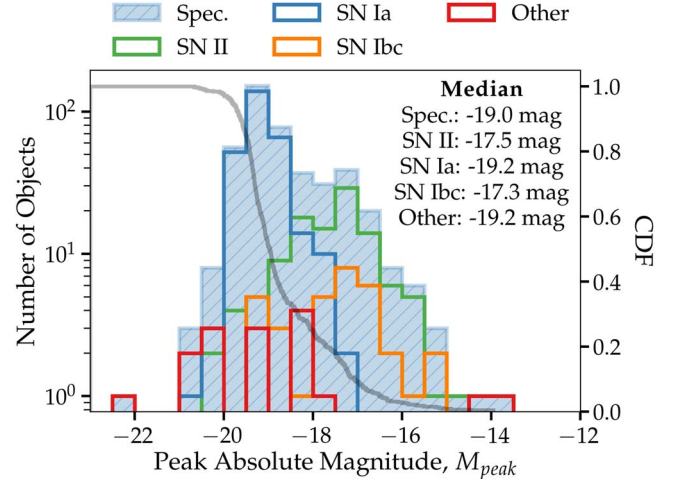 Spec. SN Ia Other
SN II SN Ibc
Median
Spec.: -19.0 mag
SN II: -17.5 mag
SN Ia: -19.2 mag
SN Ibc: -17.3 mag
Other: -19.2 mag
Number of Objects
10²
10¹
10⁰
1.0
0.8
0.6
0.4
0.2
0.0
CDF
−22 −20 −18 −16 −14 −12
Peak Absolute Magnitude, M_peak